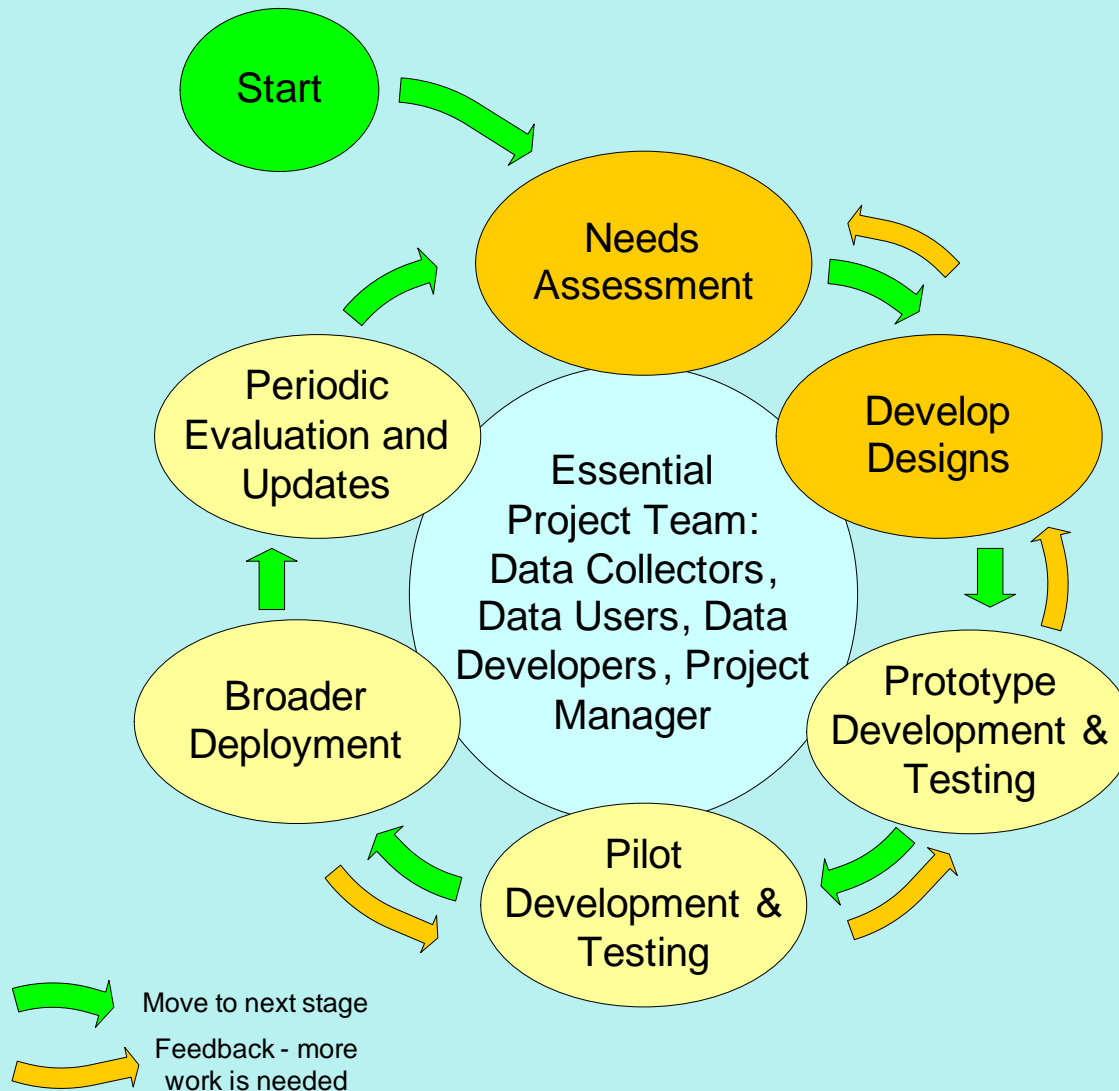 Start
Needs
Assessment
Develop
Designs
Prototype
Development &
Testing
Pilot
Development &
Testing
Broader
Deployment
Periodic
Evaluation and
Updates
Essential
Project Team:
Data Collectors,
Data Users, Data
Developers, Project
Manager
Move to next stage
Feedback - more
work is needed